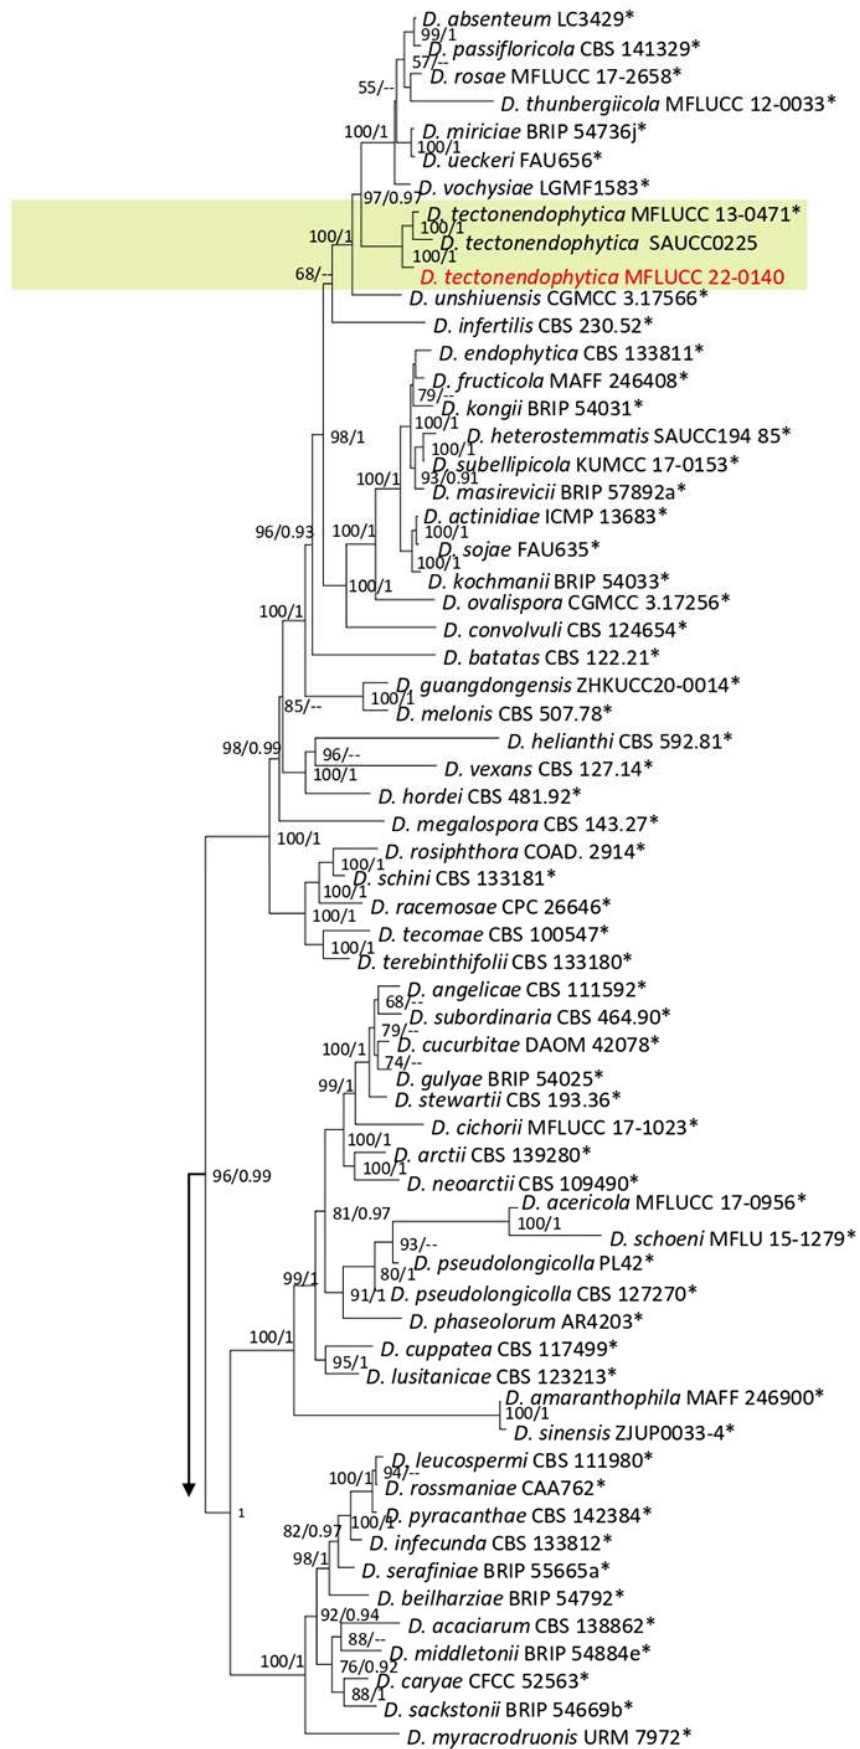 D. absenteum LC3429*
99/1
D. passifloricola CBS 141329*
57/--
D. rosae MFLUCC 17-2658*
55/--
D. thunbergiicola MFLUCC 12-0033*
100/1
D. miriciae BRIP 54736j*
100/1
D. ueckeri FAU656*
D. vochysiae LGMF1583*
97/0.97
D. tectonendophytica MFLUCC 13-0471*
100/1
100/1
D. tectonendophytica SAUCC0225
100/1
68/--
D. tectonendophytica MFLUCC 22-0140
D. unshiuensis CGMCC 3.17566*
D. infertilis CBS 230.52*
D. endophytica CBS 133811*
D. fructicola MAFF 246408*
79/--
D. kongii BRIP 54031*
100/1
98/1
D. heterostemmatis SAUCC194 85*
100/1
D. subellipicola KUMCC 17-0153*
100/1
93/0.91
D. masirevicii BRIP 57892a*
D. actinidiae ICMP 13683*
96/0.93
100/1
100/1
D. sojae FAU635*
100/1
D. kochmanii BRIP 54033*
100/1
D. ovalispora CGMCC 3.17256*
100/1
D. convolvuli CBS 124654*
D. batatas CBS 122.21*
D. guangdongensis ZHKUCC20-0014*
100/1
85/--
D. melonis CBS 507.78*
98/0.99
D. helianthi CBS 592.81*
96/--
D. vexans CBS 127.14*
100/1
D. hordei CBS 481.92*
D. megalospora CBS 143.27*
100/1
D. rosiphthora COAD. 2914*
100/1
D. schini CBS 133181*
100/1
D. racemosae CPC 26646*
100/1
D. tecomae CBS 100547*
100/1
D. terebinthifolii CBS 133180*
D. angelicae CBS 111592*
68/--
D. subordinaria CBS 464.90*
79/--
D. cucurbitae DAOM 42078*
100/1
74/--
D. gulyae BRIP 54025*
99/1
D. stewartii CBS 193.36*
D. cichorii MFLUCC 17-1023*
100/1
D. arctii CBS 139280*
100/1
96/0.99
D. neoarctii CBS 109490*
D. acericola MFLUCC 17-0956*
81/0.97
100/1
D. schoeni MFLU 15-1279*
93/--
D. pseudolongicolla PL42*
80/1
99/1
91/1
D. pseudolongicolla CBS 127270*
D. phaseolorum AR4203*
100/1
D. cuppatea CBS 117499*
95/1
D. lusitanicae CBS 123213*
D. amaranthophila MAFF 246900*
100/1
D. sinensis ZJUP0033-4*
D. leucospermi CBS 111980*
100/1
94/--
D. rossmaniae CAA762*
1
D. pyracanthae CBS 142384*
100/1
82/0.97
D. infecunda CBS 133812*
98/1
D. serafiniae BRIP 55665a*
D. beilharziae BRIP 54792*
92/0.94
D. acaciarum CBS 138862*
88/--
D. middletonii BRIP 54884e*
100/1
76/0.92
D. caryae CFCC 52563*
88/1
D. sackstonii BRIP 54669b*
D. myracrodruonis URM 7972*